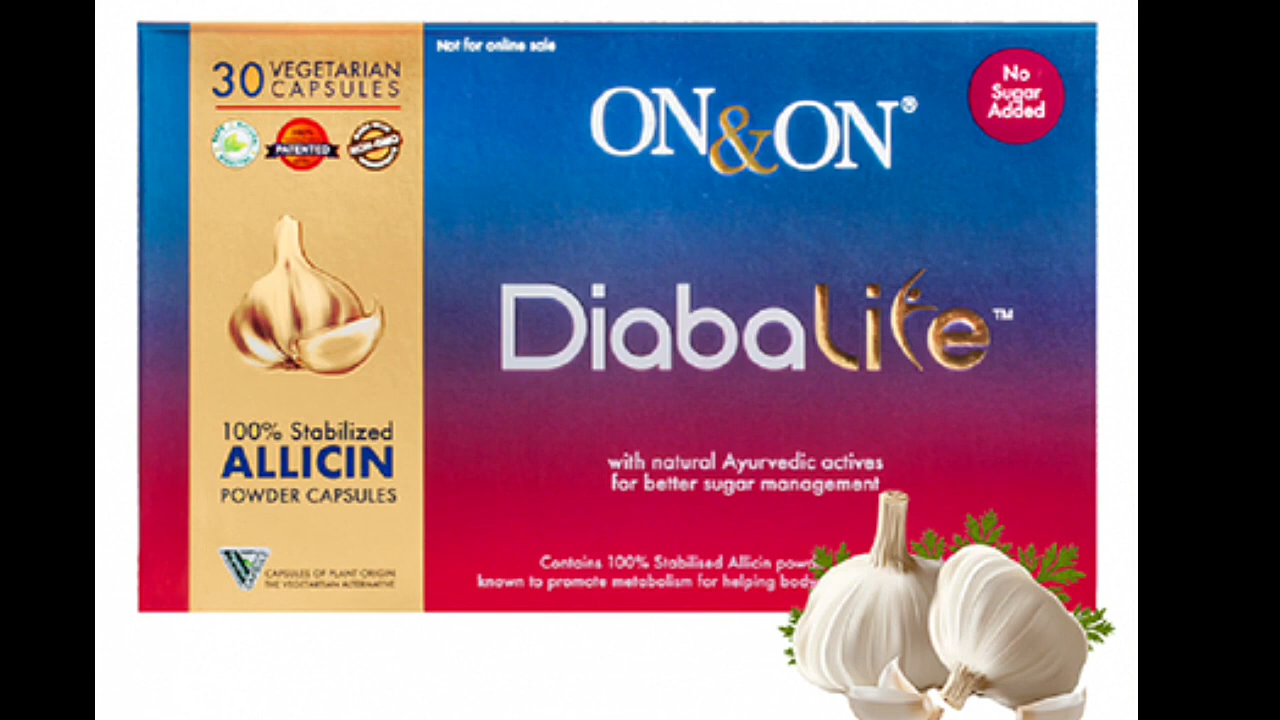 Not for online sale
30 VEGETARIAN
CAPSULES
PATENTED
NON-GMO
100% Stabilized
ALLICIN
POWDER CAPSULES
CAPSULES OF PLANT ORIGIN
THE VEGETARIAN ALTERNATIVE
ON&ON®
No
Sugar
Added
DiabaLife™
with natural Ayurvedic actives
for better sugar management
Contains 100% Stabilised Allicin
known to promote metabolism for helping